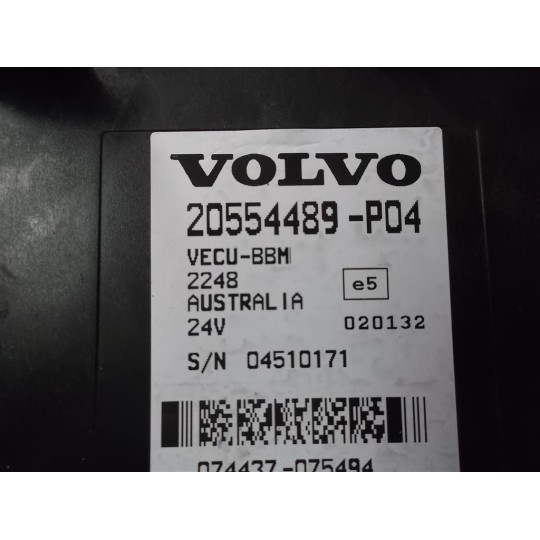 VOLVO
20554489-P04
VECU-BBM
2248
AUSTRALIA e5
24V 020132
S/N 04510171
074437-075494